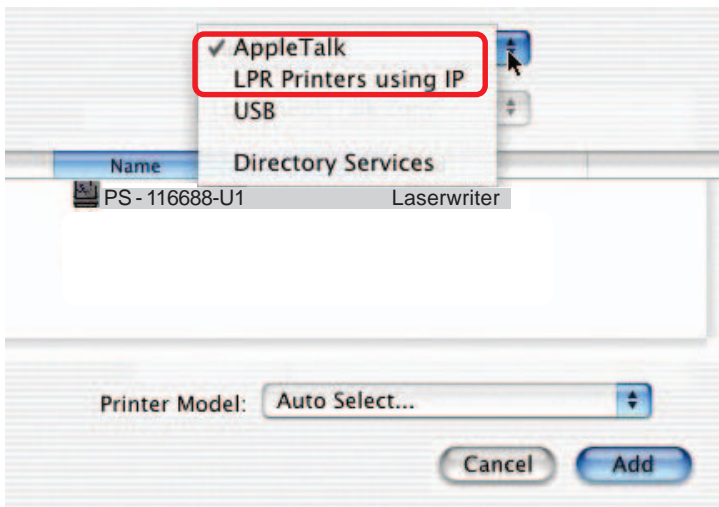 ✓ AppleTalk
LPR Printers using IP
USB
Directory Services
Name
PS - 116688-U1 Laserwriter
Printer Model: Auto Select...
Cancel Add